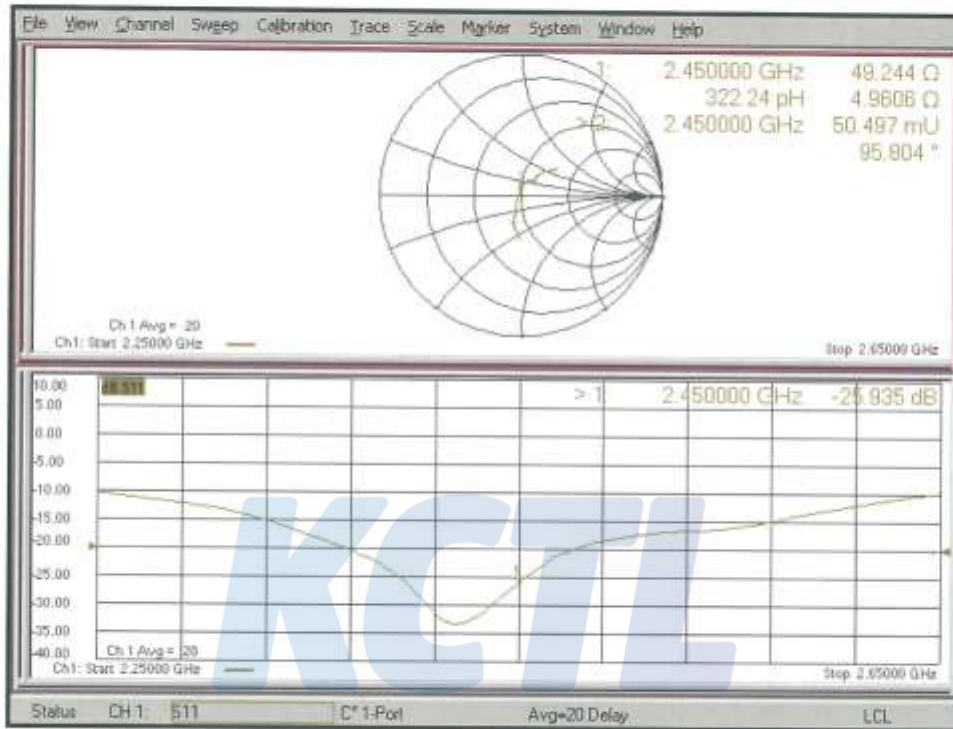 File View Channel Sweep Calibration Trace Scale Marker System Window Help
1: 2.450000 GHz 49.244 Ω
322.24 pH 4.9606 Ω
> 2: 2.450000 GHz 50.497 mU
95.804 °
Ch 1 Avg = 20
Ch1: Start 2.25000 GHz
Stop 2.65000 GHz
10.00
> 1: 2.450000 GHz -25.935 dB
5.00
0.00
-5.00
-10.00
-15.00
-20.00
-25.00
-30.00
-35.00
-40.00
1
KCTL
Ch 1 Avg = 20
Ch1: Start 2.25000 GHz
Stop 2.65000 GHz
Status CH 1: S11 C* 1-Port Avg=20 Delay LCL